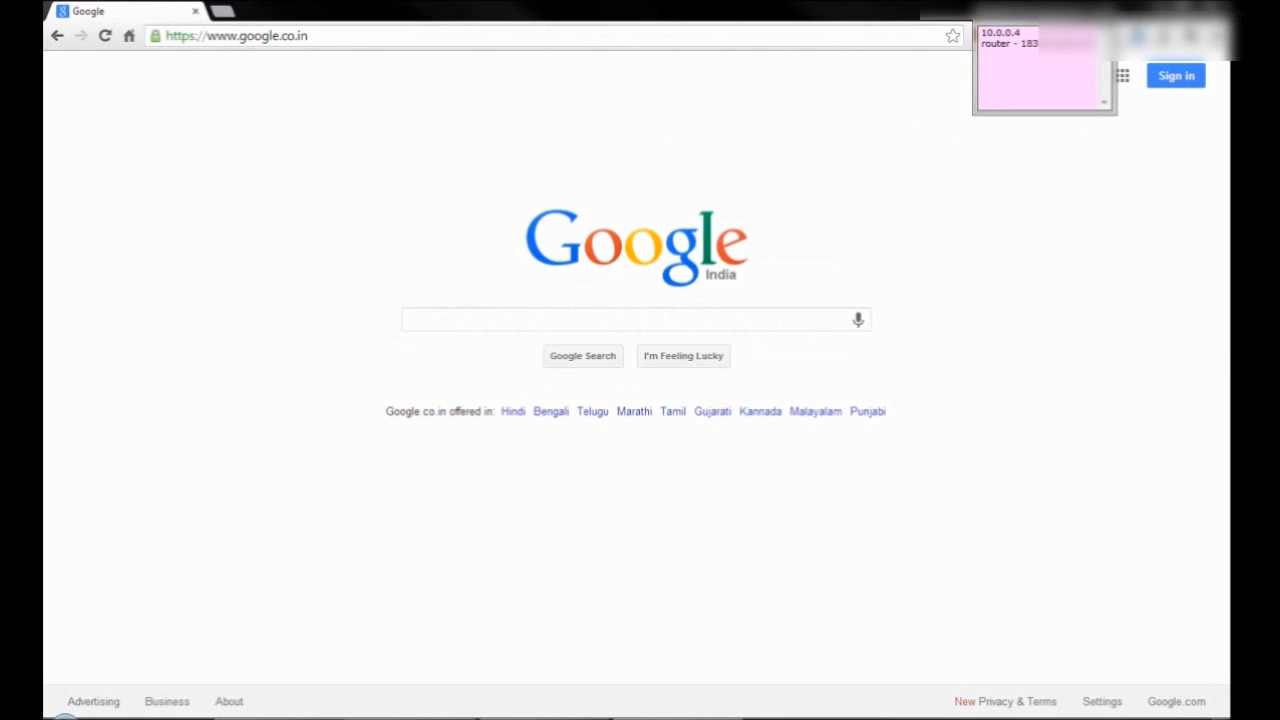 Google
https://www.google.co.in
10.0.0.4
router - 183
Sign in
Google
India
Google Search I'm Feeling Lucky
Google.co.in offered in: Hindi Bengali Telugu Marathi Tamil Gujarati Kannada Malayalam Punjabi
Advertising Business About New Privacy & Terms Settings Google.com